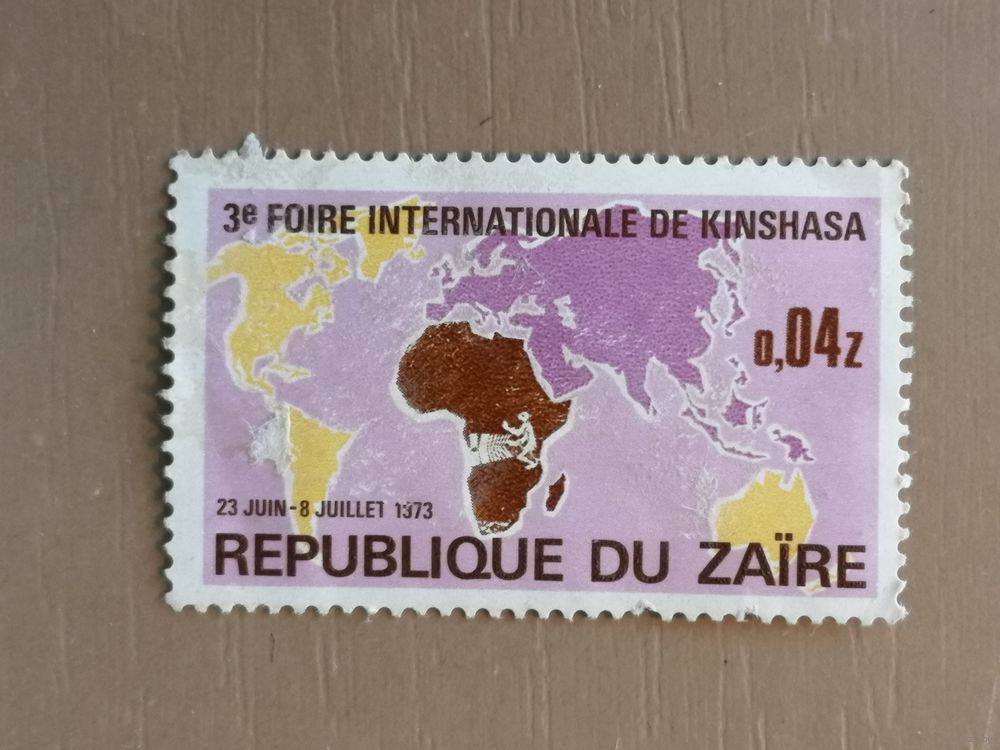 3e FOIRE INTERNATIONALE DE KINSHASA
0,04Z
23 JUIN-8 JUILLET 1973
REPUBLIQUE DU ZAÏRE